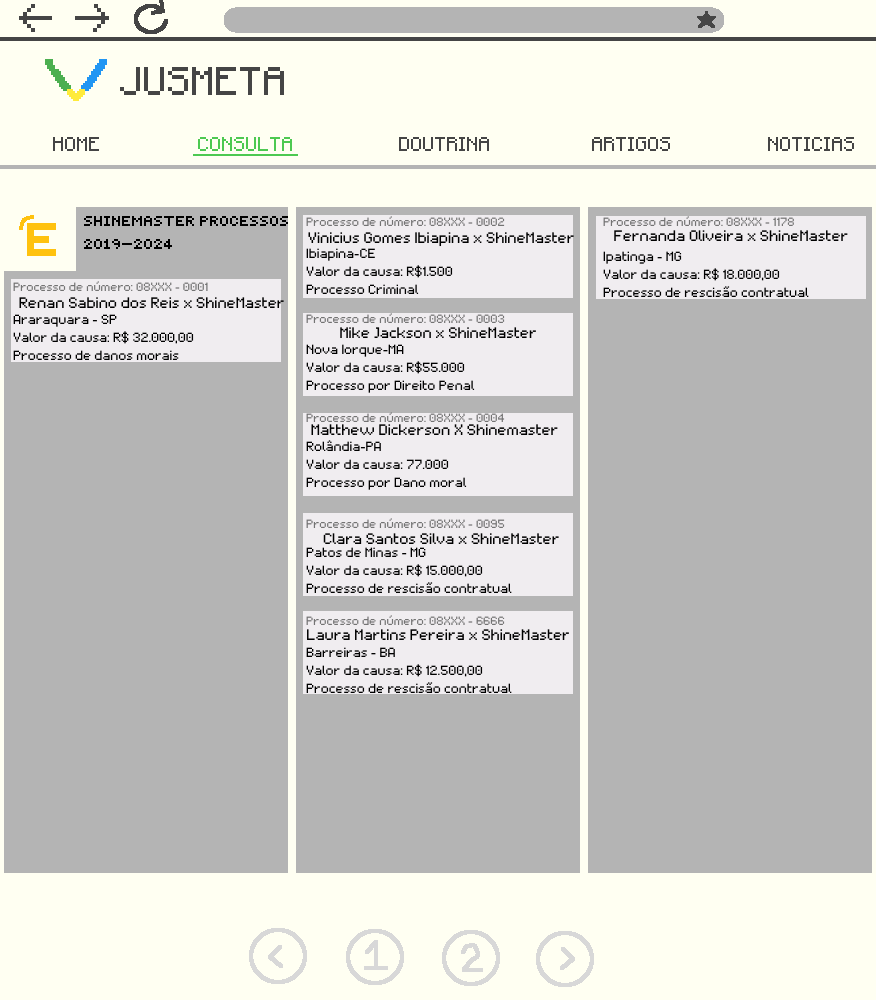 JUSMETA
HOME CONSULTA DOUTRINA ARTIGOS NOTICIAS
E
SHINEMASTER PROCESSOS
2019-2024
Processo de número: 08XXX - 0001
Renan Sabino dos Reis x ShineMaster
Araraquara - SP
Valor da causa: R$ 32.000,00
Processo de danos morais
Processo de número: 08XXX - 0002
Vinicius Gomes Ibiapina x ShineMaster
Ibiapina-CE
Valor da causa: R$1.500
Processo Criminal
Processo de número: 08XXX - 0003
Mike Jackson x ShineMaster
Nova Iorque-MA
Valor da causa: R$55.000
Processo por Direito Penal
Processo de número: 08XXX - 0004
Matthew Dickerson X Shinemaster
Rolândia-PA
Valor da causa: 77.000
Processo por Dano moral
Processo de número: 08XXX - 0095
Clara Santos Silva x ShineMaster
Patos de Minas - MG
Valor da causa: R$ 15.000,00
Processo de rescisão contratual
Processo de número: 08XXX - 6666
Laura Martins Pereira x ShineMaster
Barreiras - BA
Valor da causa: R$ 12.500,00
Processo de rescisão contratual
Processo de número: 08XXX - 1178
Fernanda Oliveira x ShineMaster
Ipatinga - MG
Valor da causa: R$ 18.000,00
Processo de rescisão contratual
< 1 2 >